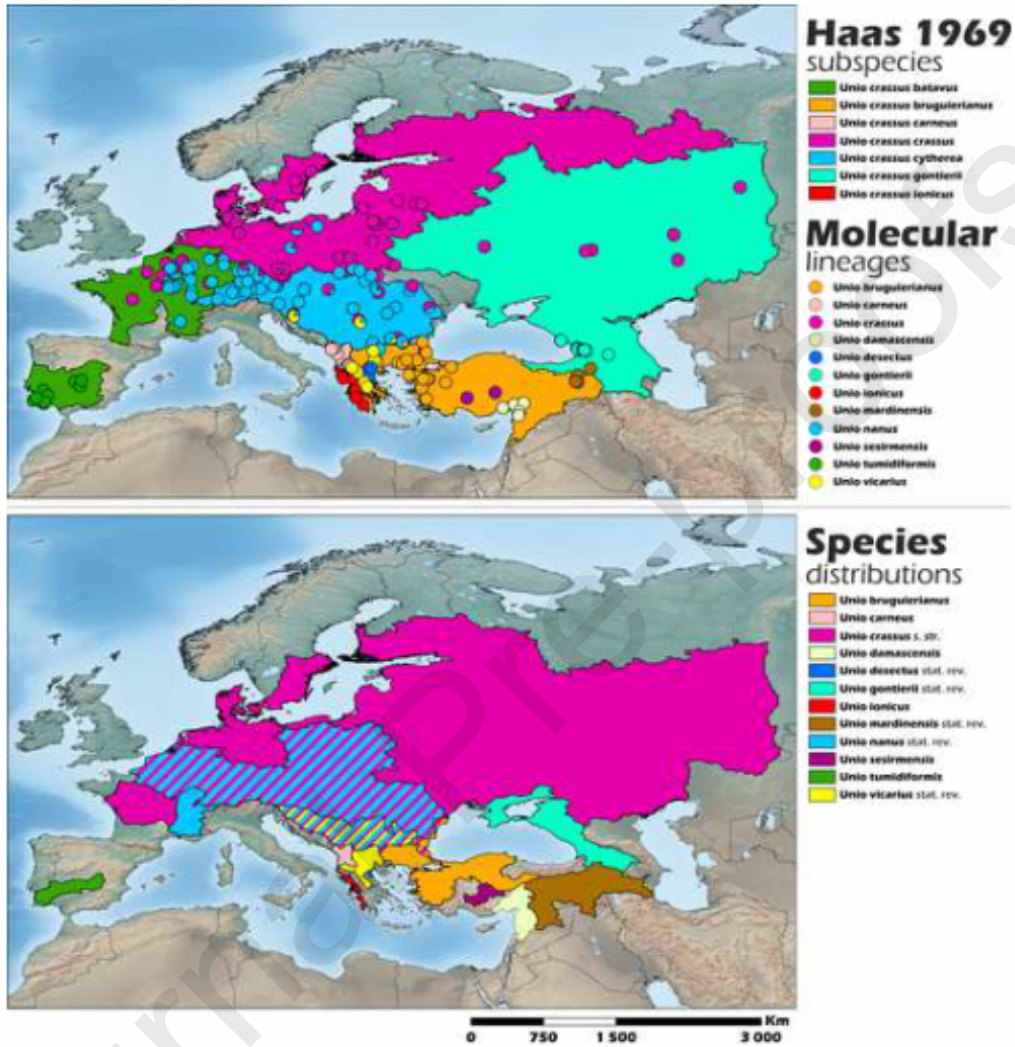 Haas 1969
subspecies
Unio crassus batavus
Unio crassus bruguierianus
Unio crassus carneus
Unio crassus crassus
Unio crassus cytherea
Unio crassus gontierii
Unio crassus ionicus
Molecular
lineages
Unio bruguierianus
Unio carneus
Unio crassus
Unio damascensis
Unio desectus
Unio gontierii
Unio ionicus
Unio mardinensis
Unio nanus
Unio sesirmensis
Unio tumidiformis
Unio vicarius
Species
distributions
Unio bruguierianus
Unio carneus
Unio crassus s. str.
Unio damascensis
Unio desectus stat. rev.
Unio gontierii stat. rev.
Unio ionicus
Unio mardinensis stat. rev.
Unio nanus stat. rev.
Unio sesirmensis
Unio tumidiformis
Unio vicarius stat. rev.
Km
0 750 1 500 3 000